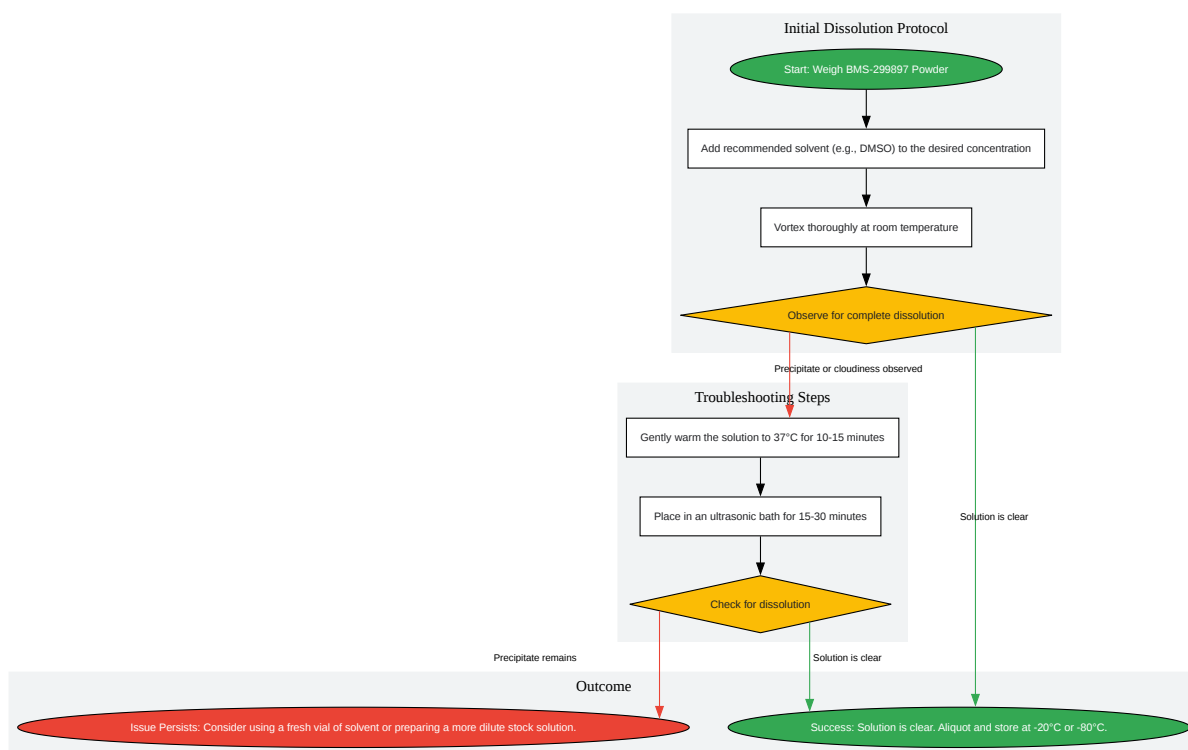 Initial Dissolution Protocol
Start: Weigh BMS-299897 Powder
Add recommended solvent (e.g., DMSO) to the desired concentration
Vortex thoroughly at room temperature
Observe for complete dissolution
Precipitate or cloudiness observed
Troubleshooting Steps
Gently warm the solution to 37°C for 10-15 minutes
Place in an ultrasonic bath for 15-30 minutes
Solution is clear
Check for dissolution
Precipitate remains
Solution is clear
Outcome
Issue Persists: Consider using a fresh vial of solvent or preparing a more dilute stock solution.
Success: Solution is clear. Aliquot and store at -20°C or -80°C.